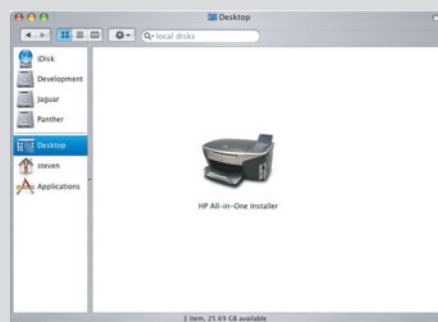 Desktop
local disks
iDisk
Development
Jaguar
Panther
Desktop
steven
Applications
HP All-in-One Installer
1 item, 25.69 GB available